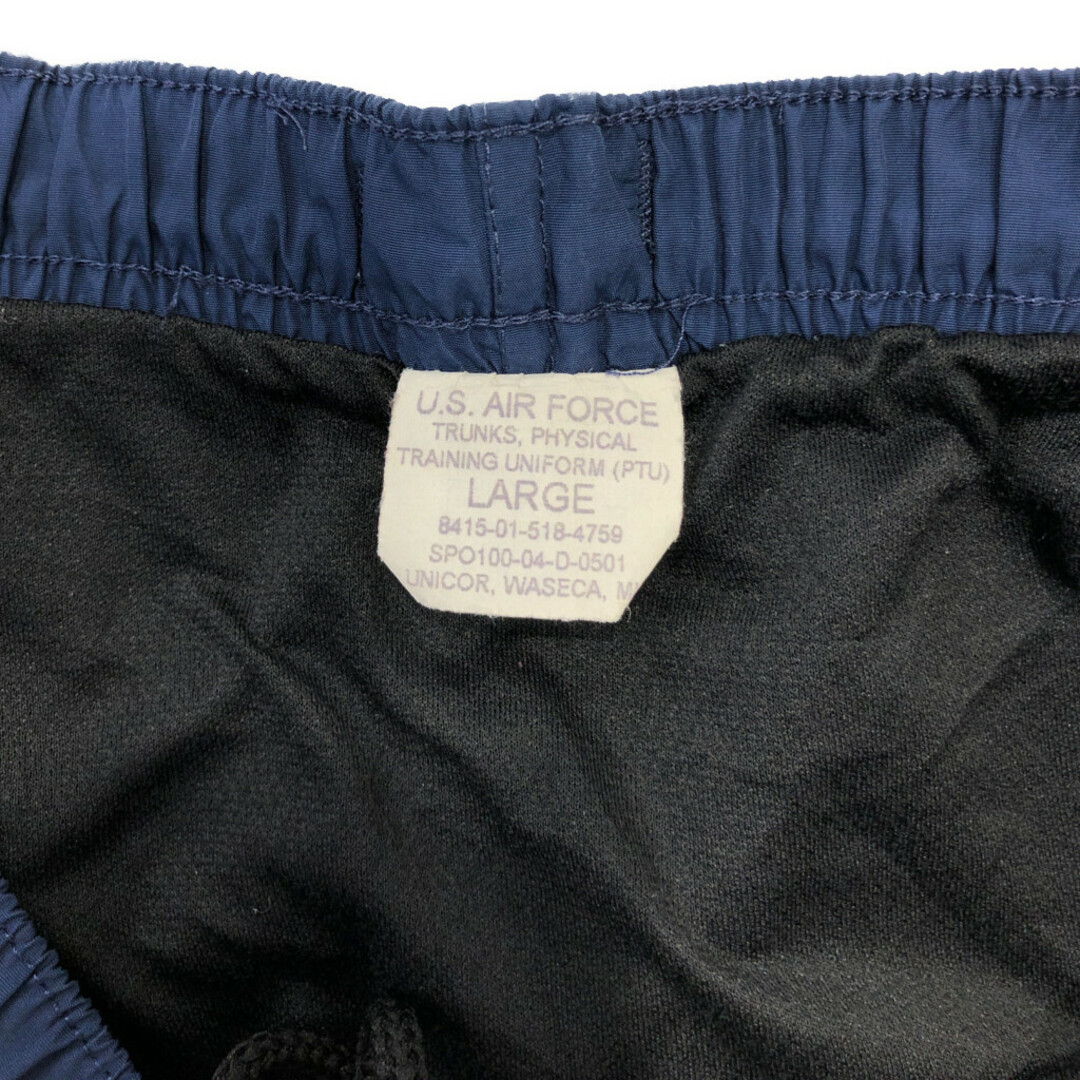 U.S. AIR FORCE
TRUNKS, PHYSICAL
TRAINING UNIFORM (PTU)
LARGE
8415-01-518-4759
SPO100-04-D-0501
UNICOR, WASECA,